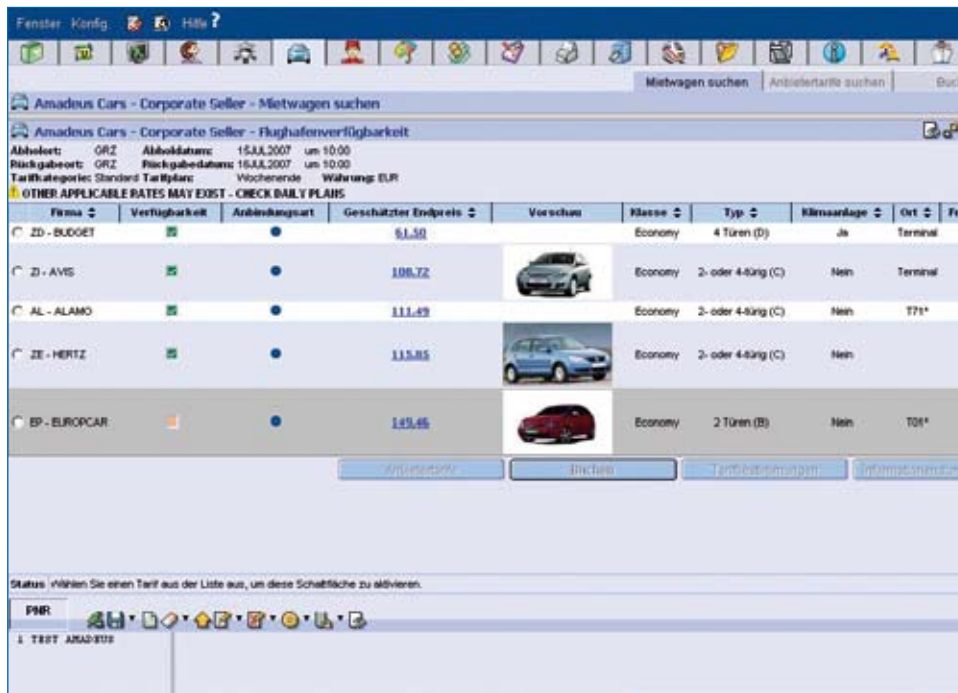 Fenster Konfig. Hilfe ?
Mietwagen suchen Anbietertarife suchen Buc
Amadeus Cars - Corporate Seller - Mietwagen suchen
Amadeus Cars - Corporate Seller - Flughafenverfügbarkeit
Abholort: GRZ Abholdatum: 15JUL2007 um 10:00
Rückgabeort: GRZ Rückgabedatum: 16JUL2007 um 10:00
Tarifkategorie: Standard Tarifplan: Wochenende Währung: EUR
! OTHER APPLICABLE RATES MAY EXIST - CHECK DAILY PLANS
Firma Verfügbarkeit Anbindungsart Geschätzter Endpreis Vorschau Klasse Typ Klimaanlage Ort
ZD - BUDGET 61.50 Economy 4 Türen (D) Ja Terminal
ZI - AVIS 108.72 Economy 2- oder 4-türig (C) Nein Terminal
AL - ALAMO 111.49 Economy 2- oder 4-türig (C) Nein T71*
ZE - HERTZ 115.85 Economy 2- oder 4-türig (C) Nein
EP - EUROPCAR 149.46 Economy 2 Türen (B) Nein T01*
Anbietertarife Buchen Tarifbestimmungen
Status Wählen Sie einen Tarif aus der Liste aus, um diese Schaltfläche zu aktivieren.
PNR
1 TEST AMADEUS